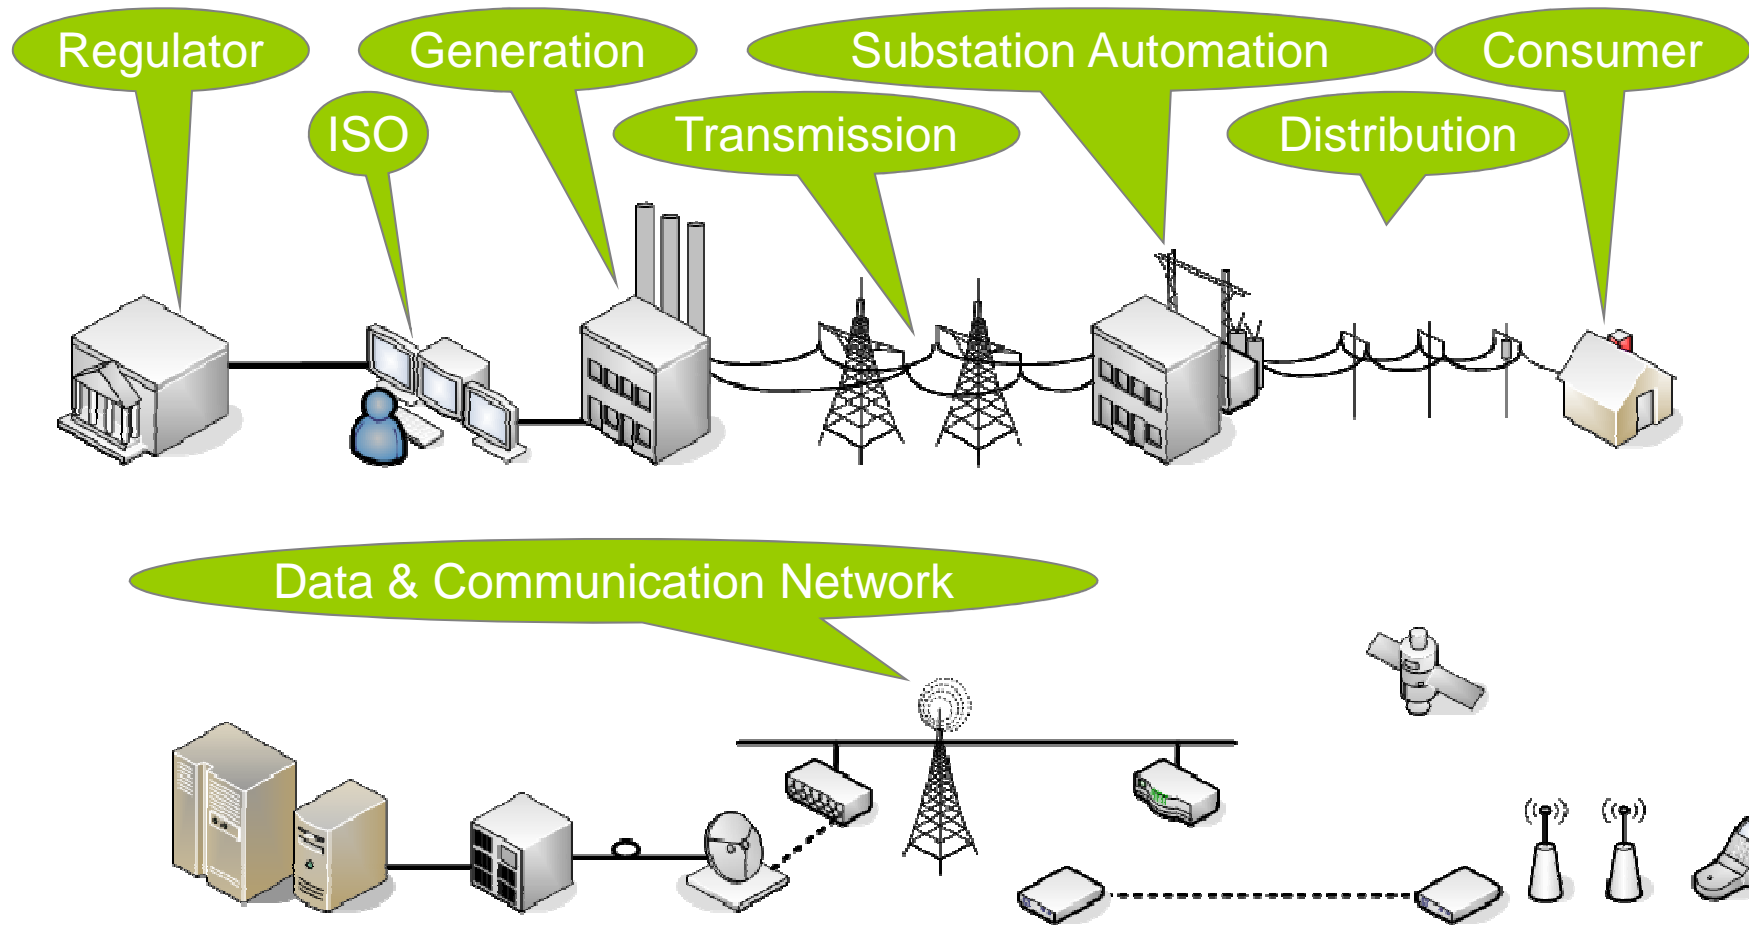 Regulator
Generation
Substation Automation
Consumer
ISO
Transmission
Distribution
Data & Communication Network